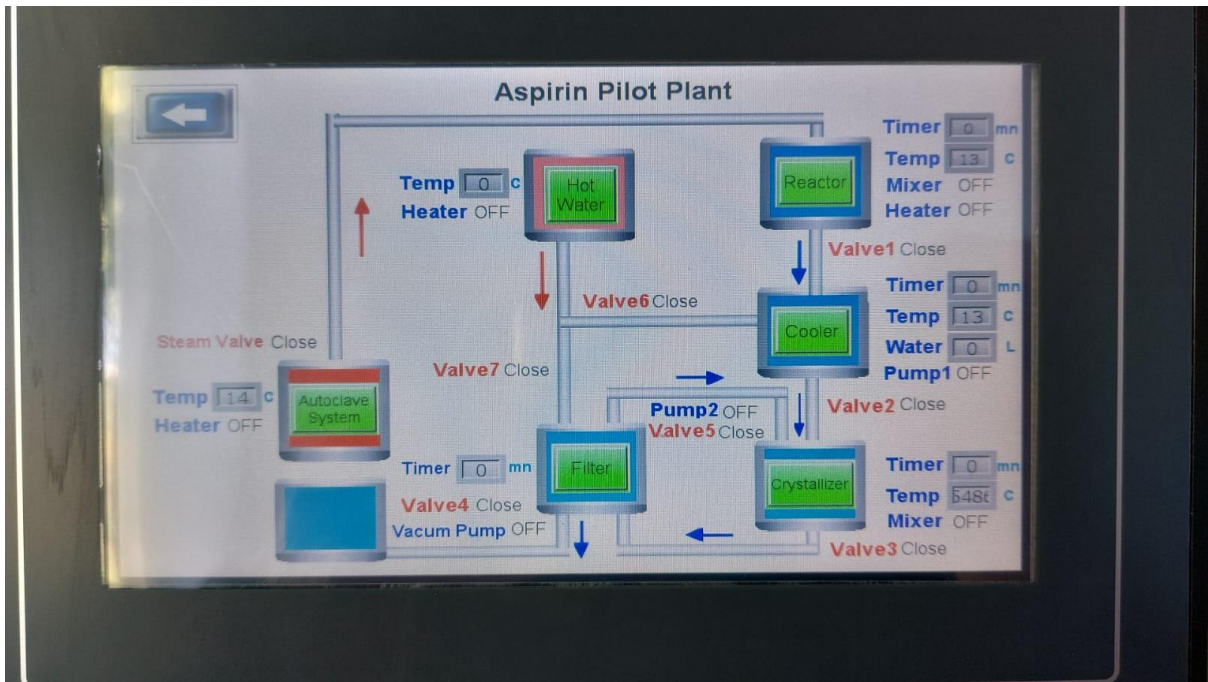 Aspirin Pilot Plant
Timer 0 mn
Temp 13 C
Mixer OFF
Heater OFF
Reactor
Temp 0 C
Heater OFF
Hot
Water
Valve1 Close
Timer 0 mn
Temp 13 C
Water 0 L
Pump1 OFF
Cooler
Valve6 Close
Steam Valve Close
Valve7 Close
Temp 14 C
Heater OFF
Autoclave
System
Pump2 OFF
Valve5 Close
Valve2 Close
Timer 0 mn
Filter
Valve4 Close
Vacum Pump OFF
Crystallizer
Timer 0 mn
Temp C
Mixer OFF
Valve3 Close